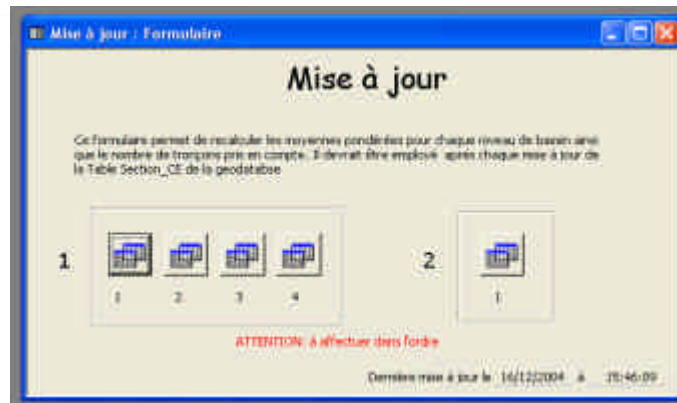 Mise à jour : Formulaire
Mise à jour
Ce formulaire permet de recalculer les moyennes pondérées pour chaque niveau de bassin ainsi
que le nombre de tronçons pris en compte. Il devrait être employé après chaque mise à jour de
la Table Section_CE de la geodatabse
1
1 2 3 4
2
1
ATTENTION: à effectuer dans l'ordre
Dernière mise à jour le 16/12/2004 à :46:09